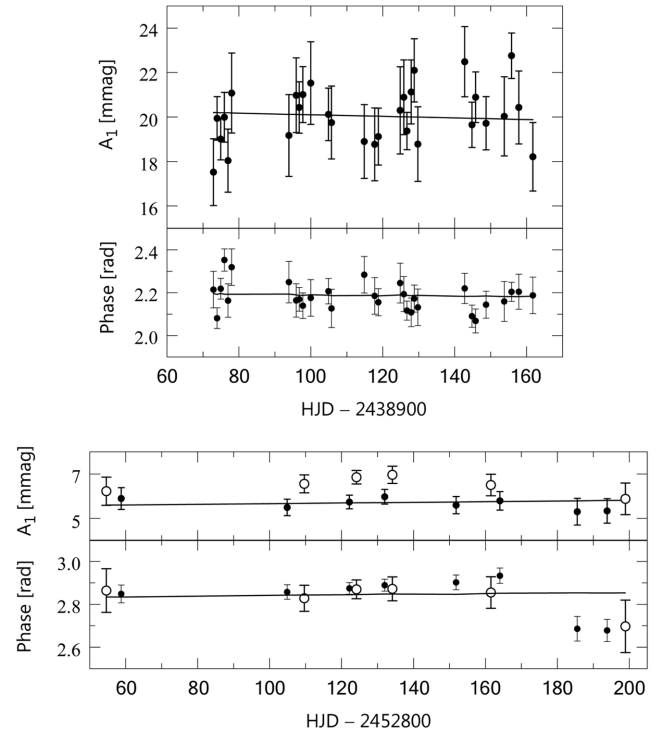 24
22
20
18
16
A1 [mmag]
2.4
2.2
2.0
Phase [rad]
60 80 100 120 140 160
HJD – 2438900
7
5
A1 [mmag]
3.0
2.8
2.6
Phase [rad]
60 80 100 120 140 160 180 200
HJD – 2452800